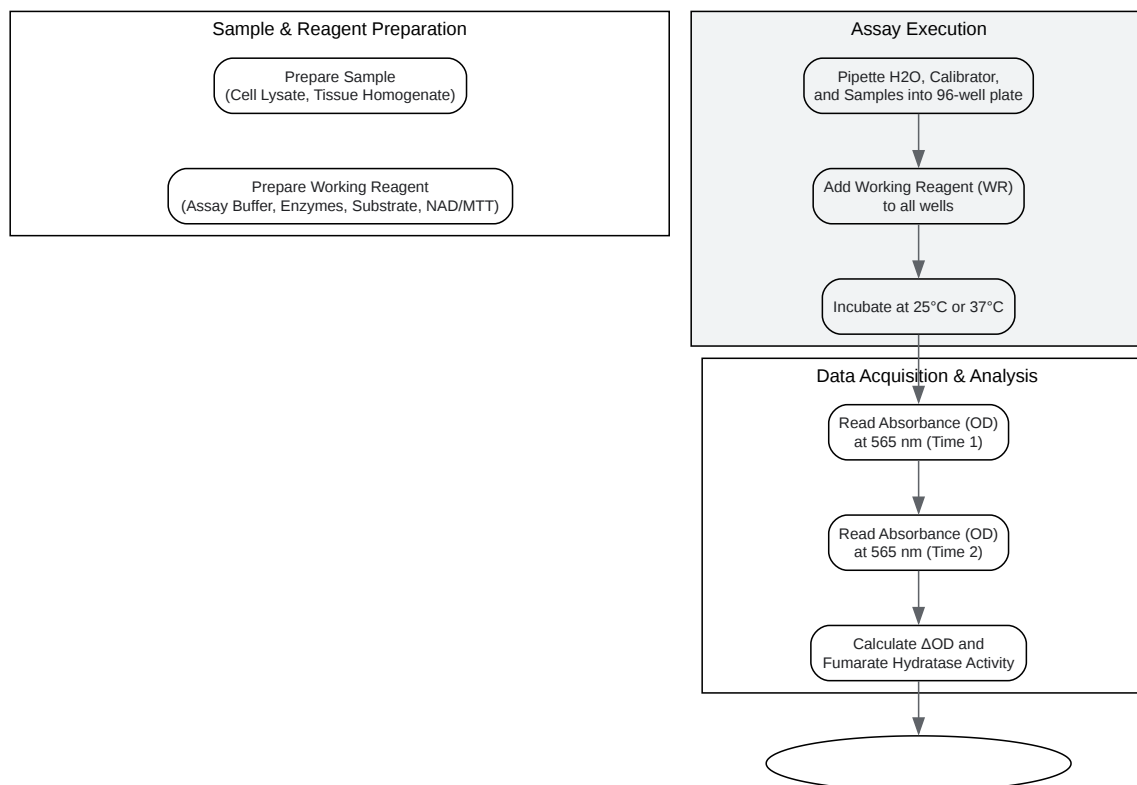 Sample & Reagent Preparation
Prepare Sample
(Cell Lysate, Tissue Homogenate)
Prepare Working Reagent
(Assay Buffer, Enzymes, Substrate, NAD/MTT)
Assay Execution
Pipette H2O, Calibrator,
and Samples into 96-well plate
Add Working Reagent (WR)
to all wells
Incubate at 25°C or 37°C
Data Acquisition & Analysis
Read Absorbance (OD)
at 565 nm (Time 1)
Read Absorbance (OD)
at 565 nm (Time 2)
Calculate ΔOD and
Fumarate Hydratase Activity